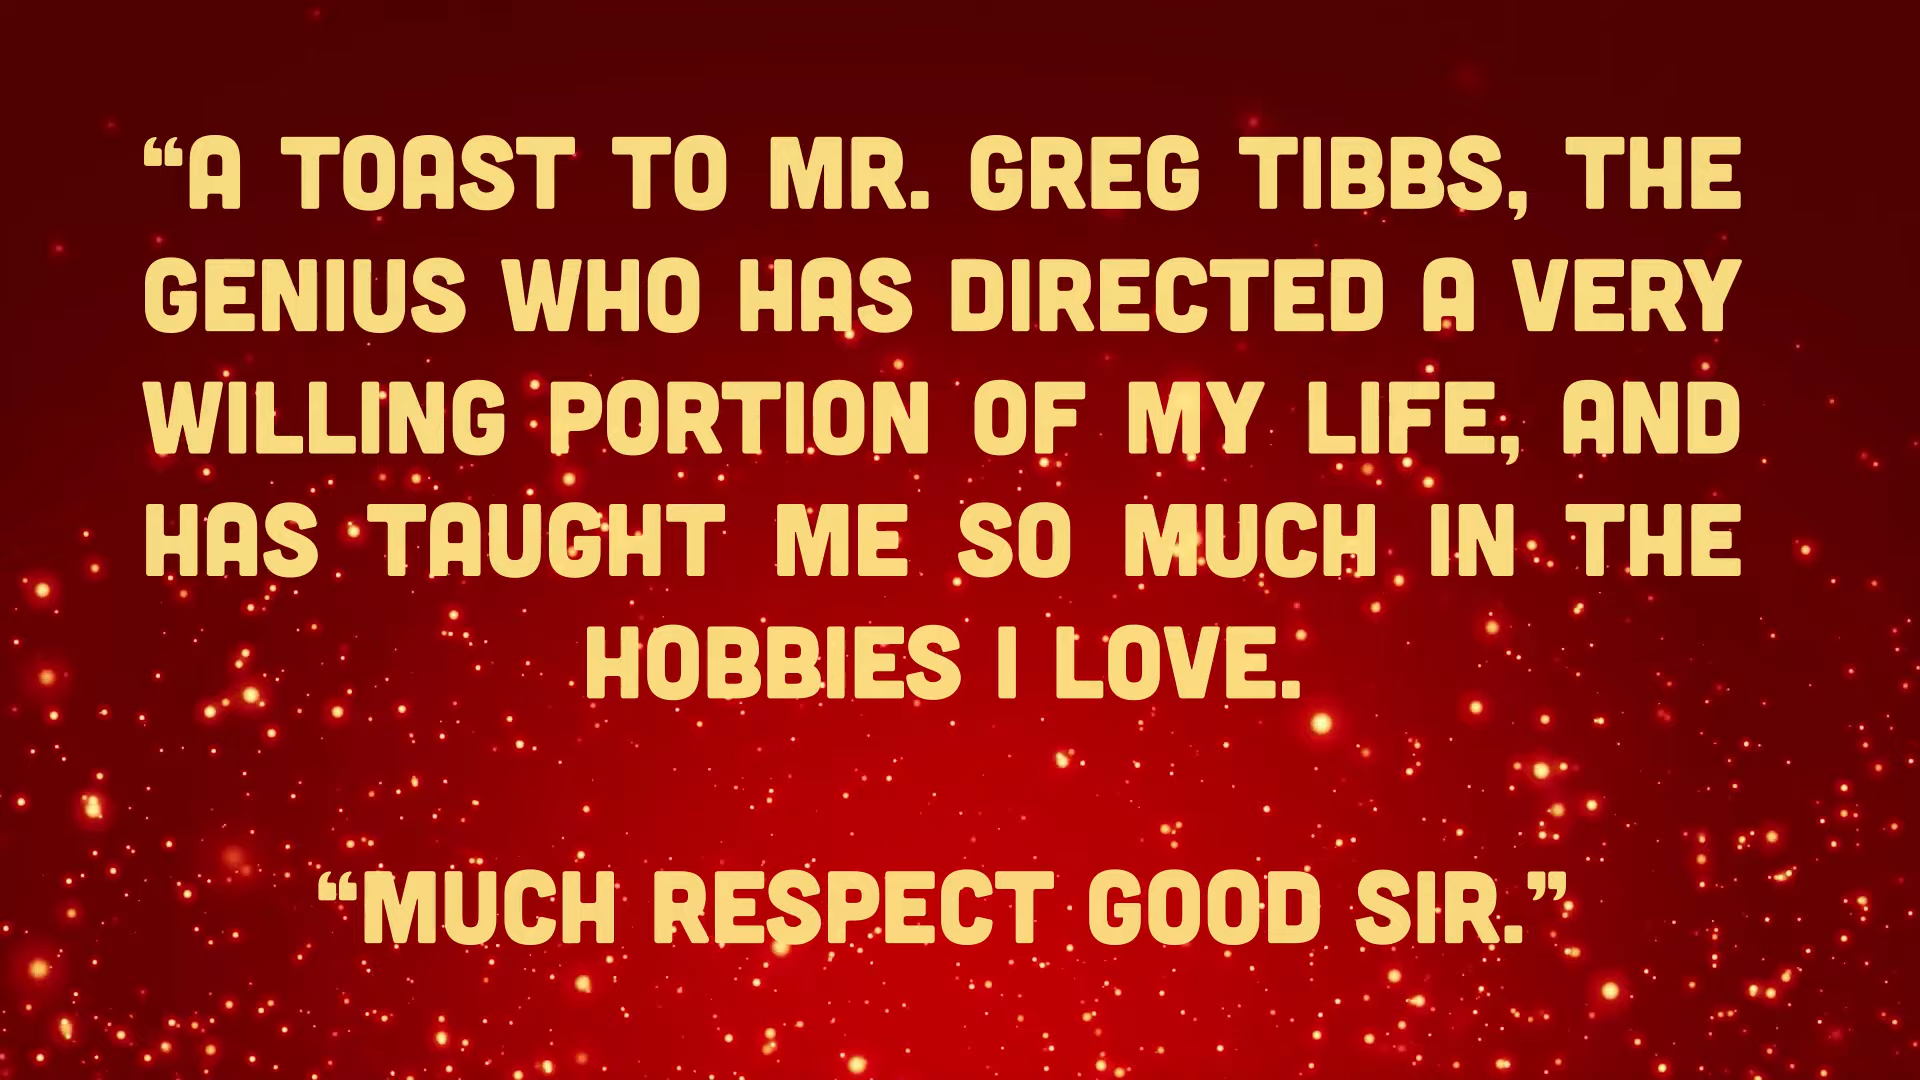 “A TOAST TO MR. GREG TIBBS, THE
GENIUS WHO HAS DIRECTED A VERY
WILLING PORTION OF MY LIFE, AND
HAS TAUGHT ME SO MUCH IN THE
HOBBIES I LOVE.
“MUCH RESPECT GOOD SIR.”